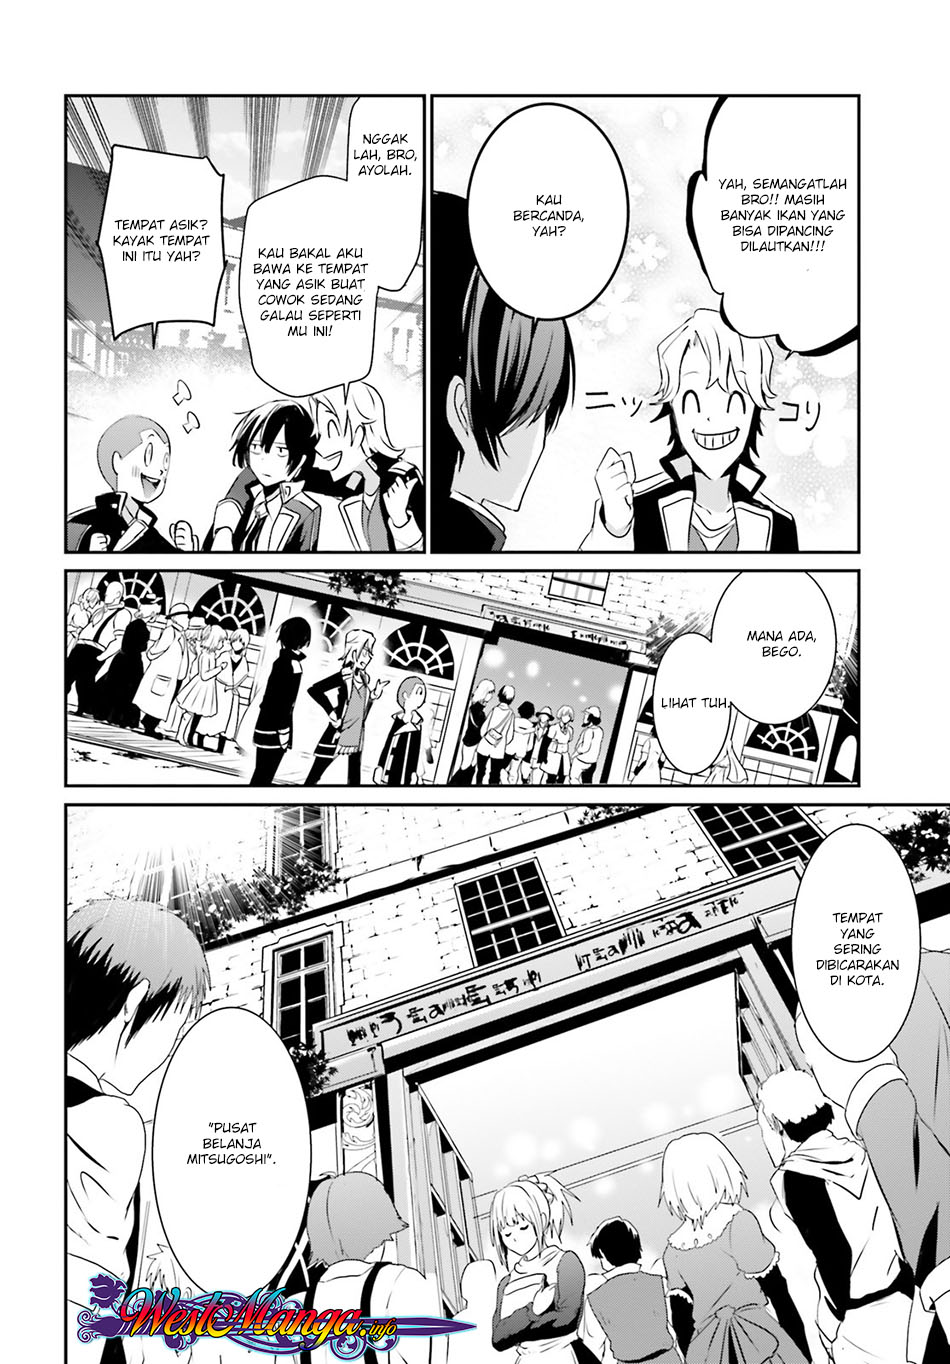 YAH, SEMANGATLAH
BRO!! MASIH
BANYAK IKAN YANG
BISA DIPANCING
DILAUTKAN!!!
KAU
BERCANDA,
YAH?
ニッ
コリ
NGGAK
LAH, BRO,
AYOLAH.
KAU BAKAL AKU
BAWA KE TEMPAT
YANG ASIK BUAT
COWOK SEDANG
GALAU SEPERTI
MU INI!
TEMPAT ASIK?
KAYAK TEMPAT
INI ITU YAH?
MANA ADA,
BEGO.
LIHAT TUH.
TEMPAT
YANG
SERING
DIBICARAKAN
DI KOTA.
"PUSAT
BELANJA
MITSUGOSHI".
WestManga.info